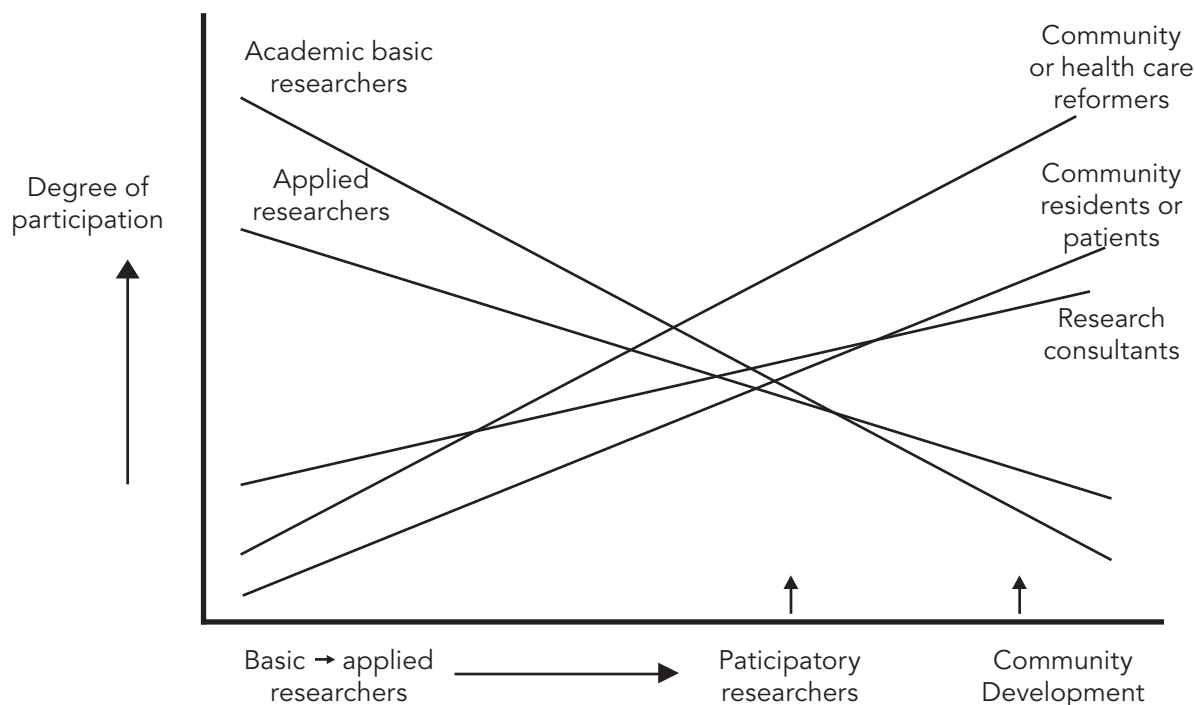 Academic basic
researchers
Community
or health care
reformers
Applied
researchers
Degree of
participation
Community
residents or
patients
Research
consultants
Basic → applied
researchers
Paticipatory
researchers
Community
Development